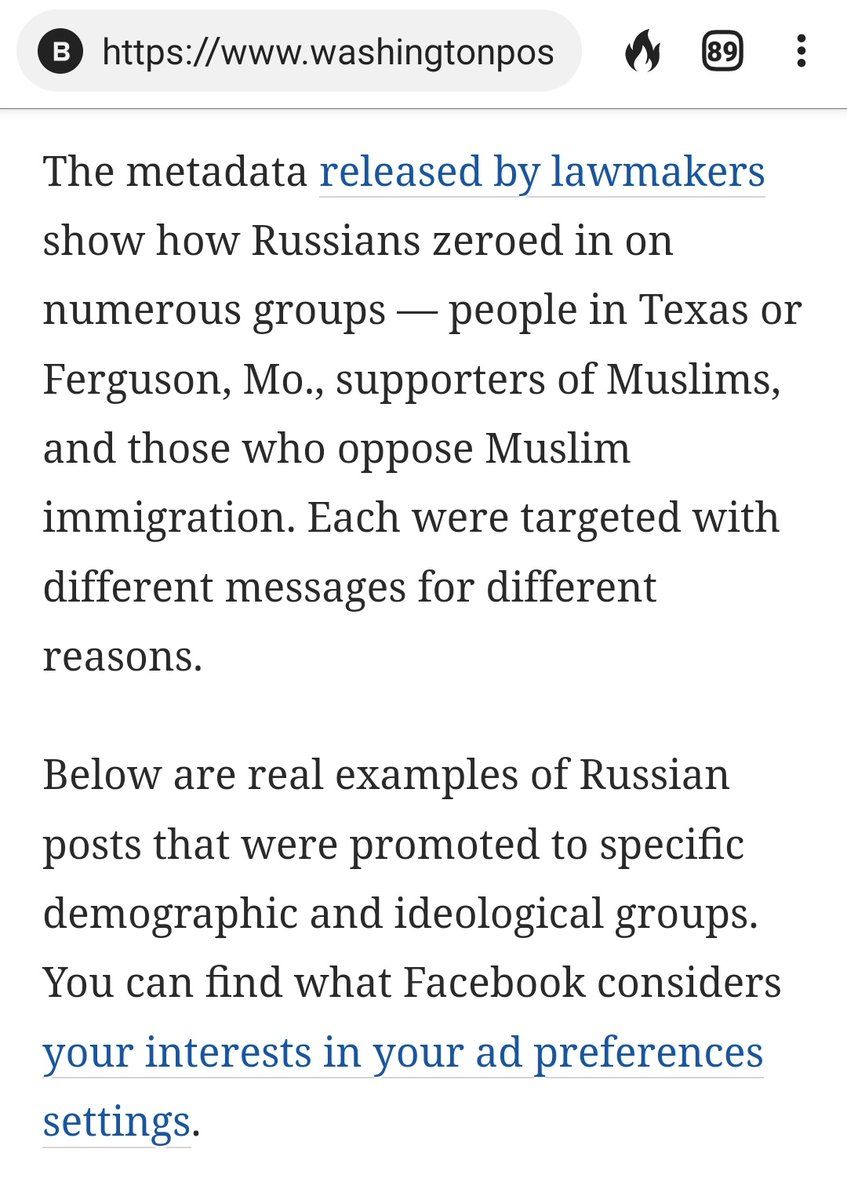 B https://www.washingtonpos 89
The metadata released by lawmakers
show how Russians zeroed in on
numerous groups — people in Texas or
Ferguson, Mo., supporters of Muslims,
and those who oppose Muslim
immigration. Each were targeted with
different messages for different
reasons.
Below are real examples of Russian
posts that were promoted to specific
demographic and ideological groups.
You can find what Facebook considers
your interests in your ad preferences
settings.